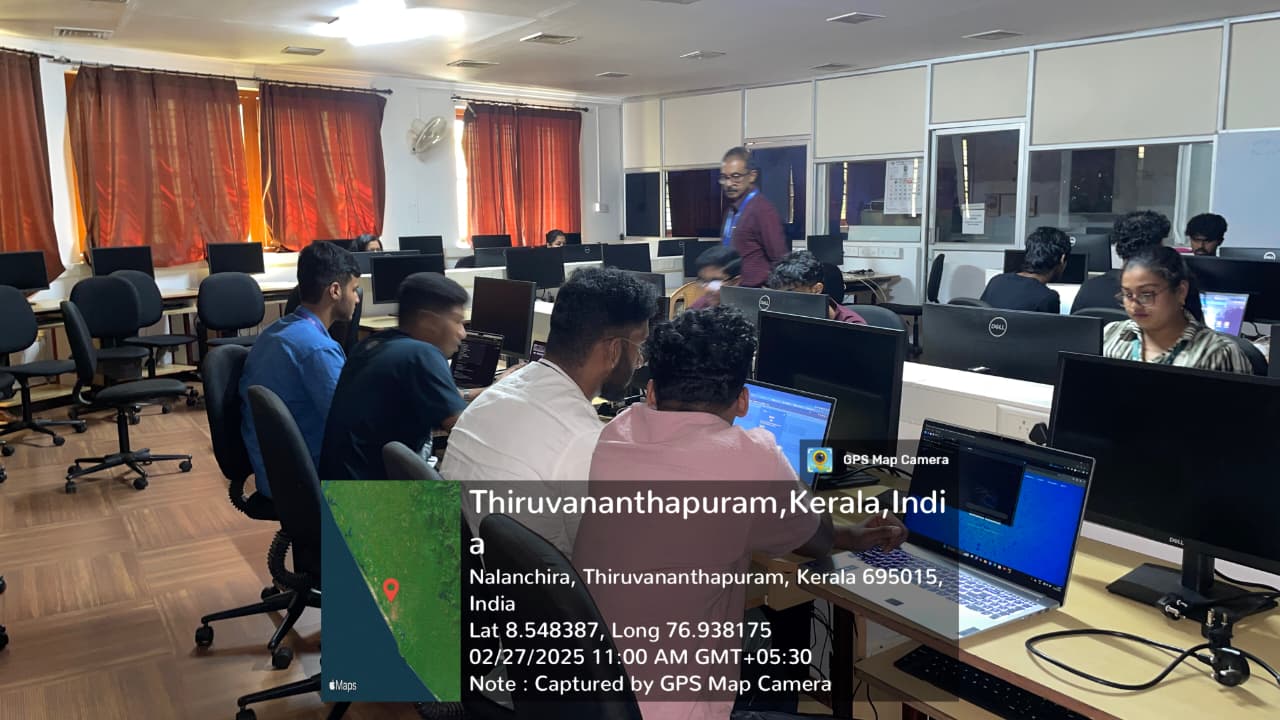 DELL
DELL
DELL
GPS Map Camera
Thiruvananthapuram,Kerala,Indi
a
Nalanchira, Thiruvananthapuram, Kerala 695015,
India
Lat 8.548387, Long 76.938175
02/27/2025 11:00 AM GMT+05:30
Note : Captured by GPS Map Camera
Maps